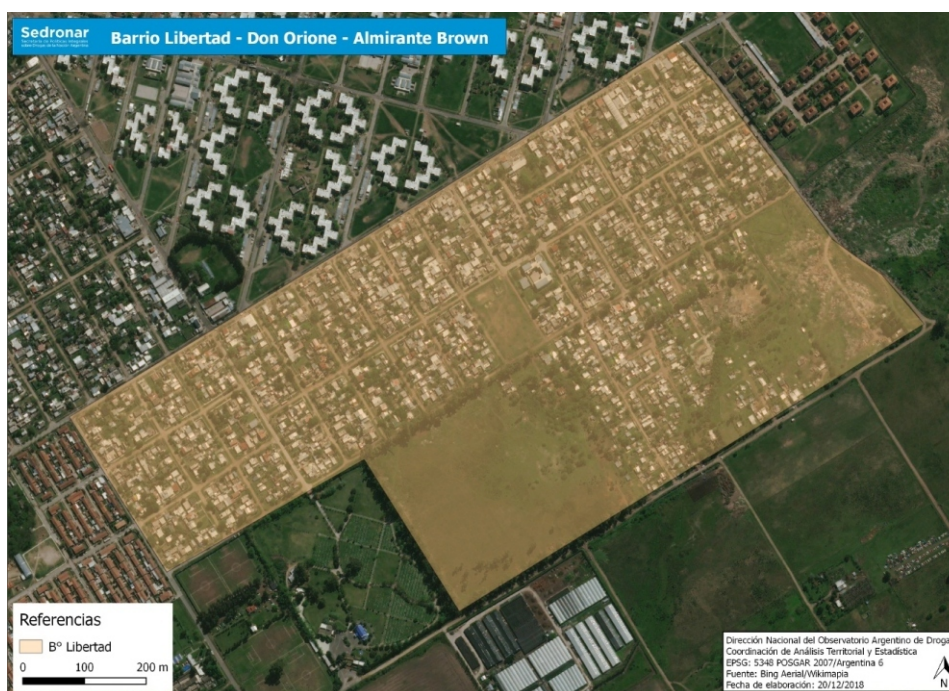 Sedronar
Barrio Libertad - Don Orione - Almirante Brown
Referencias
Bº Libertad
0 100 200 m
Dirección Nacional del Observatorio Argentino de Droga
Coordinación de Análisis Territorial y Estadística
EPSG: 5348 POSGAR 2007/Argentina 6
Fuente: Bing Aerial/Wikimapia
Fecha de elaboración: 20/12/2018
N